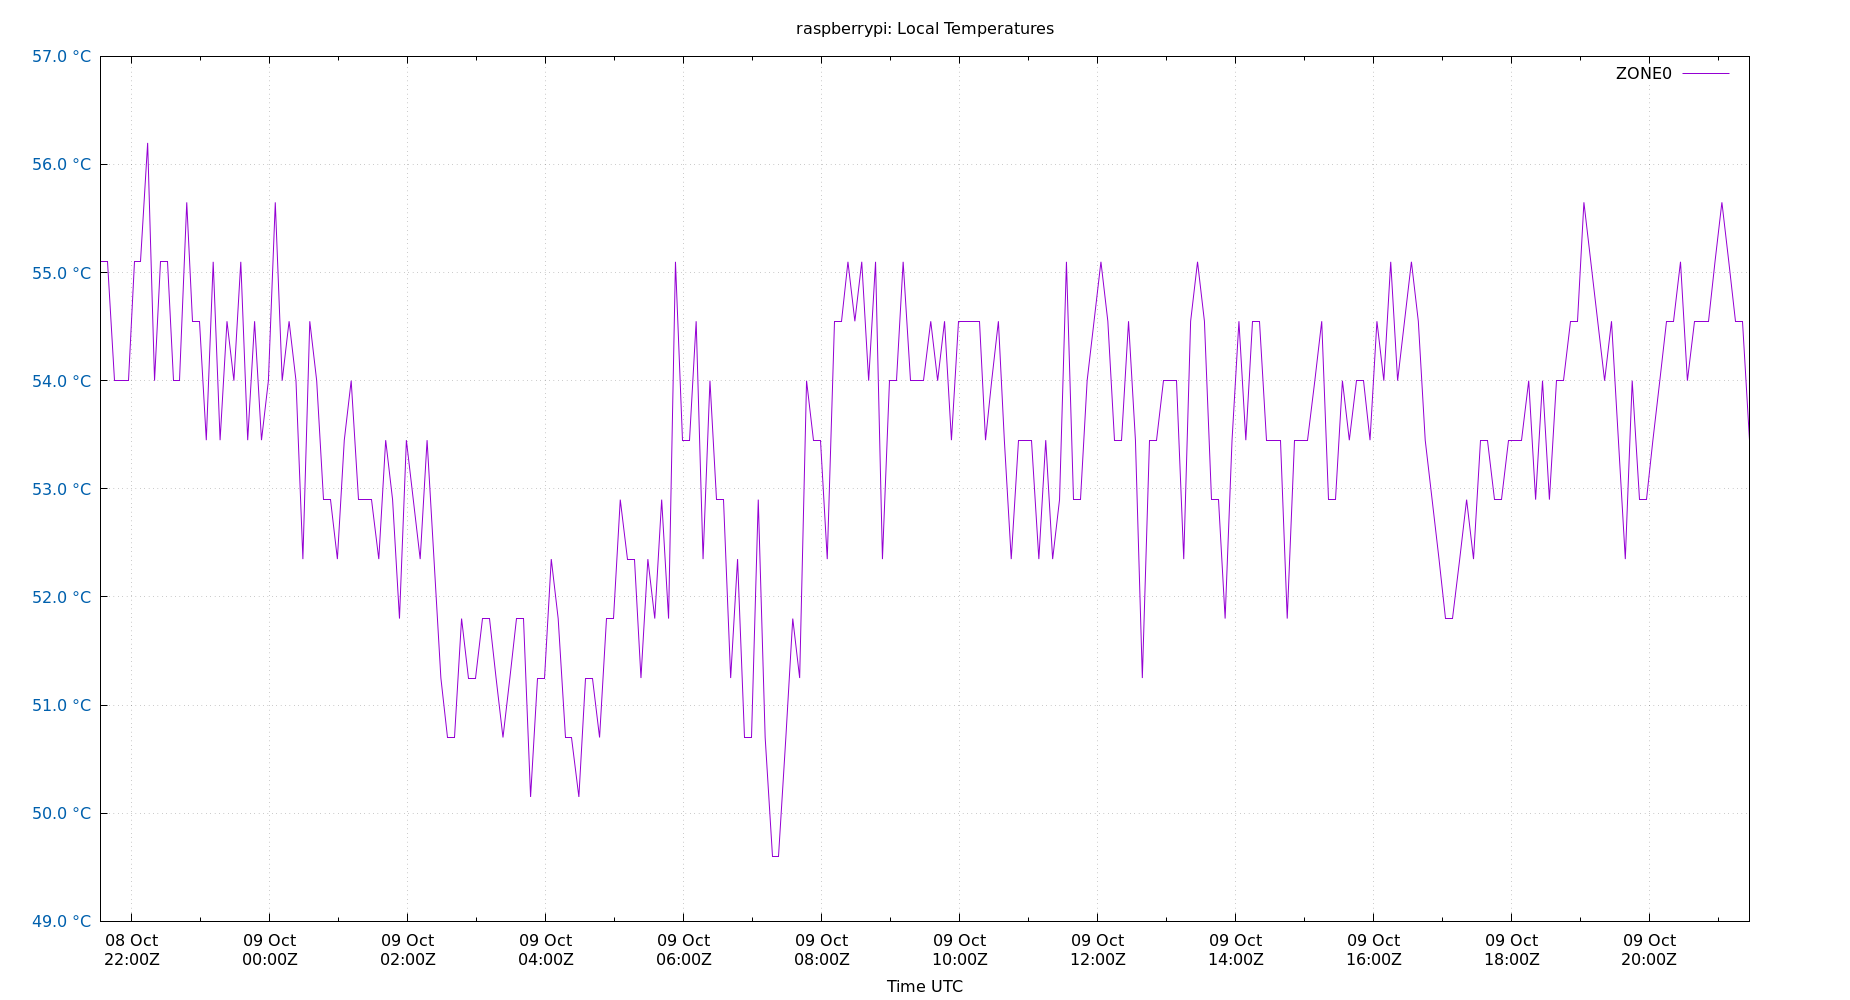 raspberrypi: Local Temperatures
57.0 °C
ZONE0
56.0 °C
55.0 °C
54.0 °C
53.0 °C
52.0 °C
51.0 °C
50.0 °C
49.0 °C
08 Oct 09 Oct 09 Oct 09 Oct 09 Oct 09 Oct 09 Oct 09 Oct 09 Oct 09 Oct 09 Oct 09 Oct
22:00Z 00:00Z 02:00Z 04:00Z 06:00Z 08:00Z 10:00Z 12:00Z 14:00Z 16:00Z 18:00Z 20:00Z
Time UTC